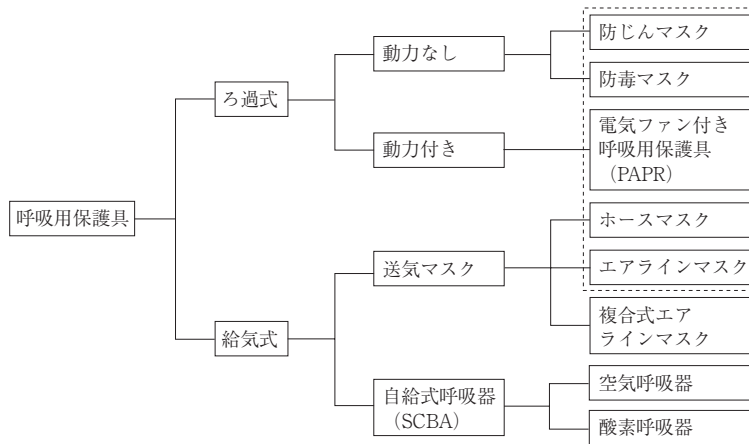 呼吸用保護具
ろ過式
給気式
動力なし
動力付き
送気マスク
自給式呼吸器
(SCBA)
防じんマスク
防毒マスク
電気ファン付き
呼吸用保護具
(PAPR)
ホースマスク
エアラインマスク
複合式エア
ラインマスク
空気呼吸器
酸素呼吸器